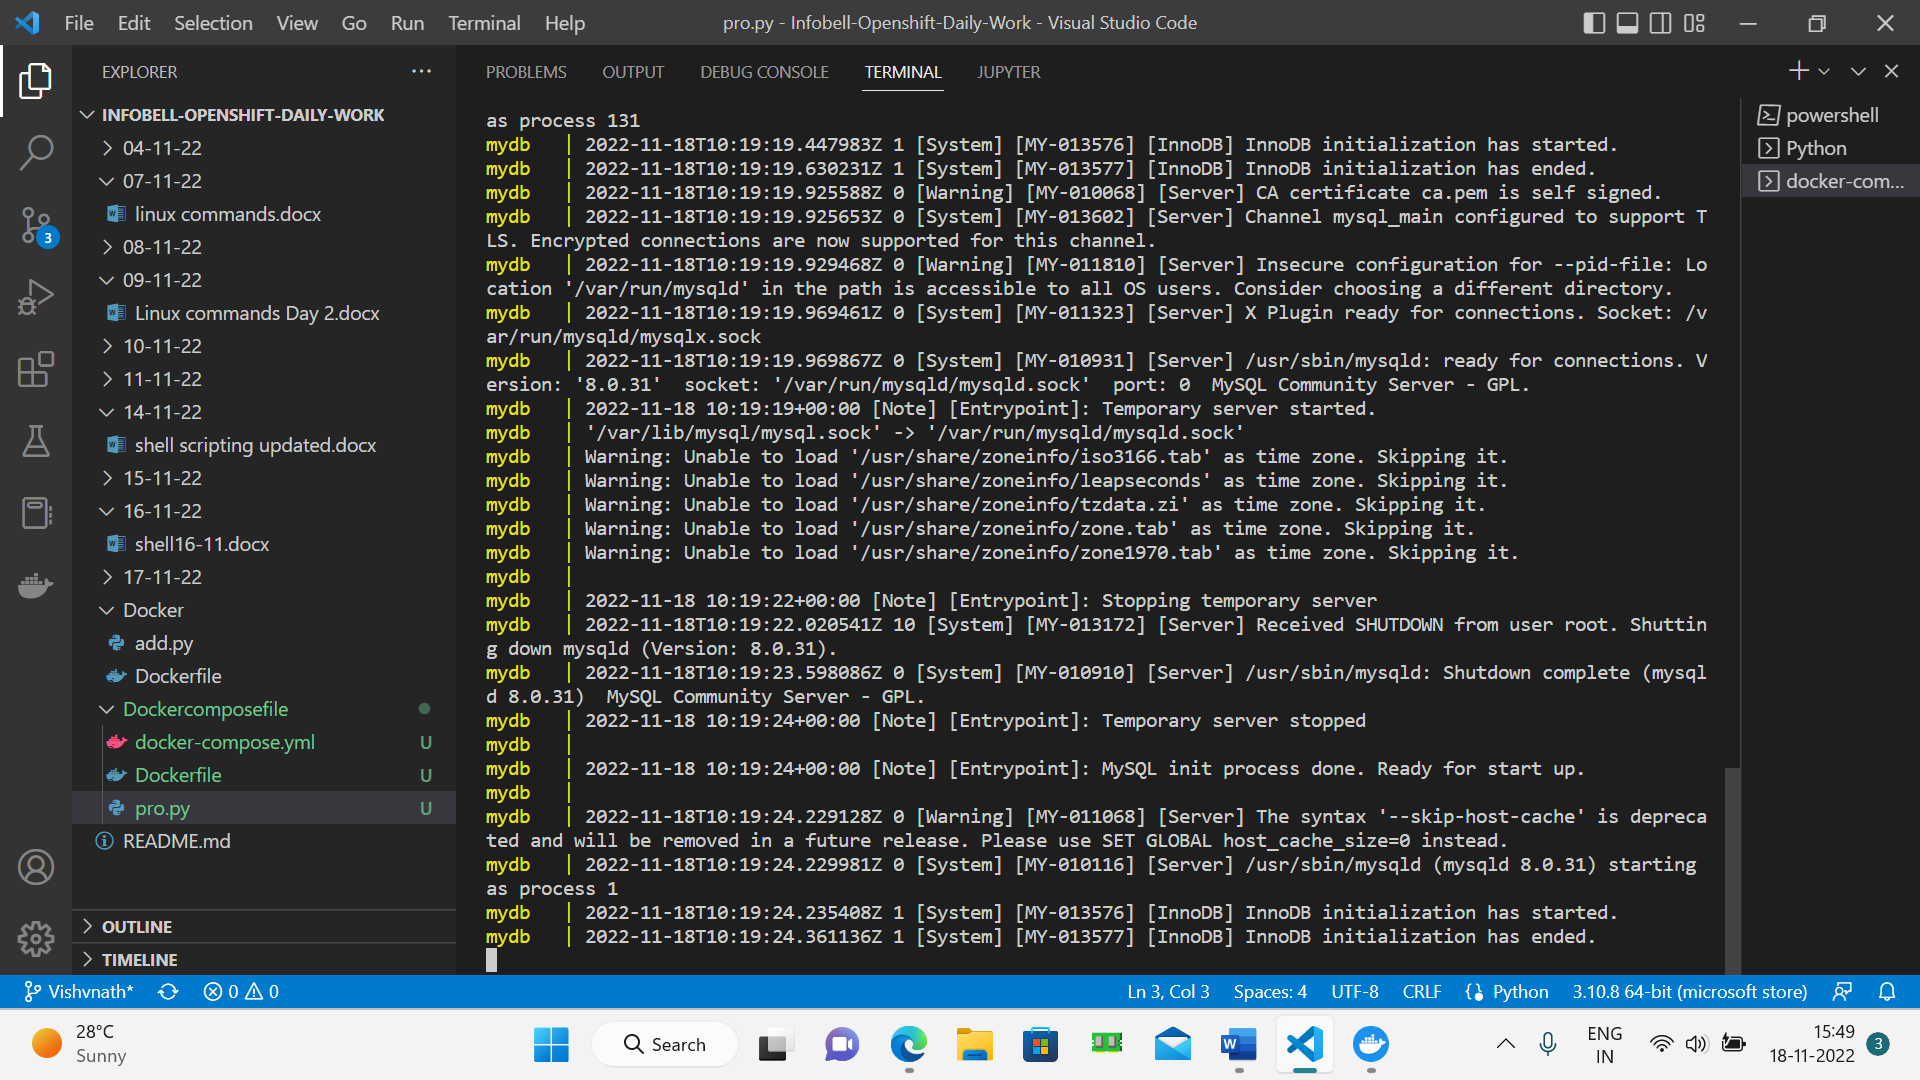 File Edit Selection View Go Run Terminal Help
pro.py - Infobell-Openshift-Daily-Work - Visual Studio Code
EXPLORER
INFOBELL-OPENSHIFT-DAILY-WORK
04-11-22
07-11-22
linux commands.docx
08-11-22
09-11-22
Linux commands Day 2.docx
10-11-22
11-11-22
14-11-22
shell scripting updated.docx
15-11-22
16-11-22
shell16-11.docx
17-11-22
Docker
add.py
Dockerfile
Dockercomposefile
docker-compose.yml U
Dockerfile U
pro.py U
README.md
OUTLINE
TIMELINE
3
PROBLEMS OUTPUT DEBUG CONSOLE TERMINAL JUPYTER
as process 131
mydb | 2022-11-18T10:19:19.447983Z 1 [System] [MY-013576] [InnoDB] InnoDB initialization has started.
mydb | 2022-11-18T10:19:19.630231Z 1 [System] [MY-013577] [InnoDB] InnoDB initialization has ended.
mydb | 2022-11-18T10:19:19.925588Z 0 [Warning] [MY-010068] [Server] CA certificate ca.pem is self signed.
mydb | 2022-11-18T10:19:19.925653Z 0 [System] [MY-013602] [Server] Channel mysql_main configured to support T
LS. Encrypted connections are now supported for this channel.
mydb | 2022-11-18T10:19:19.929468Z 0 [Warning] [MY-011810] [Server] Insecure configuration for --pid-file: Lo
cation '/var/run/mysqld' in the path is accessible to all OS users. Consider choosing a different directory.
mydb | 2022-11-18T10:19:19.969461Z 0 [System] [MY-011323] [Server] X Plugin ready for connections. Socket: /v
ar/run/mysqld/mysqlx.sock
mydb | 2022-11-18T10:19:19.969867Z 0 [System] [MY-010931] [Server] /usr/sbin/mysqld: ready for connections. V
ersion: '8.0.31'  socket: '/var/run/mysqld/mysqld.sock'  port: 0  MySQL Community Server - GPL.
mydb | 2022-11-18 10:19:19+00:00 [Note] [Entrypoint]: Temporary server started.
mydb | '/var/lib/mysql/mysql.sock' -> '/var/run/mysqld/mysqld.sock'
mydb | Warning: Unable to load '/usr/share/zoneinfo/iso3166.tab' as time zone. Skipping it.
mydb | Warning: Unable to load '/usr/share/zoneinfo/leapseconds' as time zone. Skipping it.
mydb | Warning: Unable to load '/usr/share/zoneinfo/tzdata.zi' as time zone. Skipping it.
mydb | Warning: Unable to load '/usr/share/zoneinfo/zone.tab' as time zone. Skipping it.
mydb | Warning: Unable to load '/usr/share/zoneinfo/zone1970.tab' as time zone. Skipping it.
mydb |
mydb | 2022-11-18 10:19:22+00:00 [Note] [Entrypoint]: Stopping temporary server
mydb | 2022-11-18T10:19:22.020541Z 10 [System] [MY-013172] [Server] Received SHUTDOWN from user root. Shuttin
g down mysqld (Version: 8.0.31).
mydb | 2022-11-18T10:19:23.598086Z 0 [System] [MY-010910] [Server] /usr/sbin/mysqld: Shutdown complete (mysql
d 8.0.31)  MySQL Community Server - GPL.
mydb | 2022-11-18 10:19:24+00:00 [Note] [Entrypoint]: Temporary server stopped
mydb |
mydb | 2022-11-18 10:19:24+00:00 [Note] [Entrypoint]: MySQL init process done. Ready for start up.
mydb |
mydb | 2022-11-18T10:19:24.229128Z 0 [Warning] [MY-011068] [Server] The syntax '--skip-host-cache' is depreca
ted and will be removed in a future release. Please use SET GLOBAL host_cache_size=0 instead.
mydb | 2022-11-18T10:19:24.229981Z 0 [System] [MY-010116] [Server] /usr/sbin/mysqld (mysqld 8.0.31) starting
as process 1
mydb | 2022-11-18T10:19:24.235408Z 1 [System] [MY-013576] [InnoDB] InnoDB initialization has started.
mydb | 2022-11-18T10:19:24.361136Z 1 [System] [MY-013577] [InnoDB] InnoDB initialization has ended.
powershell
Python
docker-com...
Vishvnath* 0 0
Ln 3, Col 3 Spaces: 4 UTF-8 CRLF Python 3.10.8 64-bit (microsoft store)
28°C
Sunny
Search
ENG
IN
15:49
18-11-2022
3